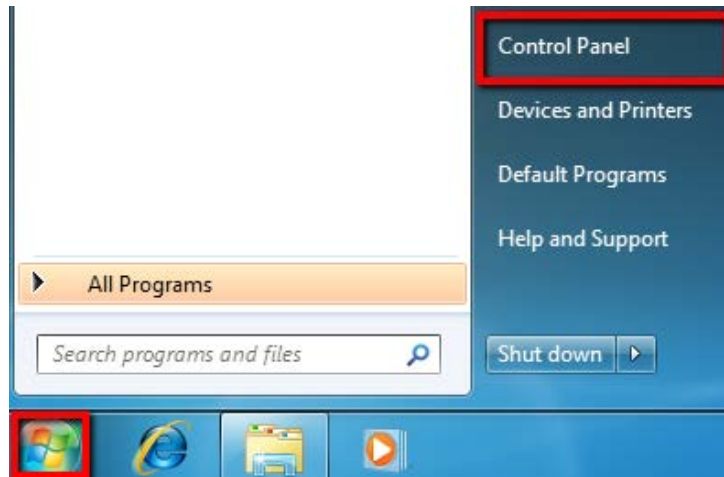 Control Panel
Devices and Printers
Default Programs
Help and Support
All Programs
Search programs and files
Shut down